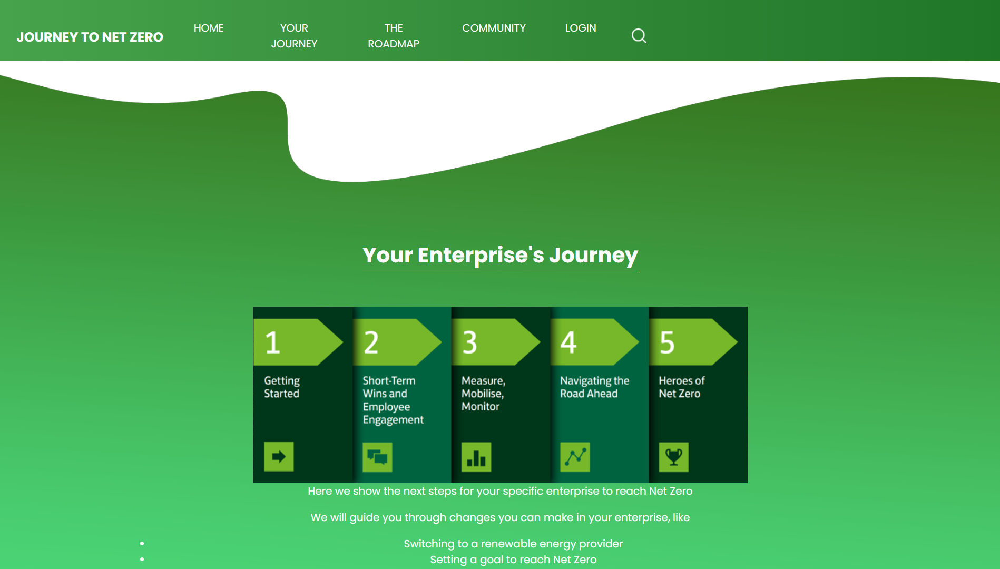 JOURNEY TO NET ZERO
HOME
YOUR
JOURNEY
THE
ROADMAP
COMMUNITY
LOGIN
Your Enterprise's Journey
1
Getting
Started
2
Short-Term
Wins and
Employee
Engagement
3
Measure,
Mobilise,
Monitor
4
Navigating the
Road Ahead
5
Heroes of
Net Zero
Here we show the next steps for your specific enterprise to reach Net Zero
We will guide you through changes you can make in your enterprise, like
• Switching to a renewable energy provider
• Setting a goal to reach Net Zero